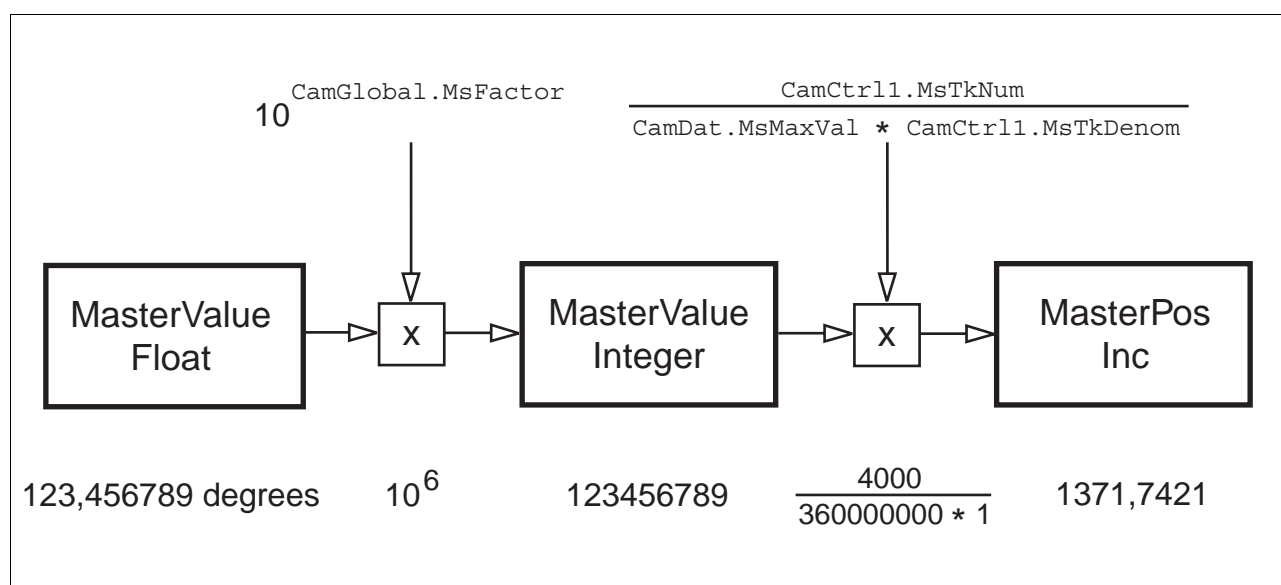 10 CamGlobal.MsFactor
CamCtrl1.MsTkNum
CamDat.MsMaxVal * CamCtrl1.MsTkDenom
MasterValue
Float
x
MasterValue
Integer
x
MasterPos
Inc
123,456789 degrees
10 6
123456789
4000
360000000 * 1
1371,7421